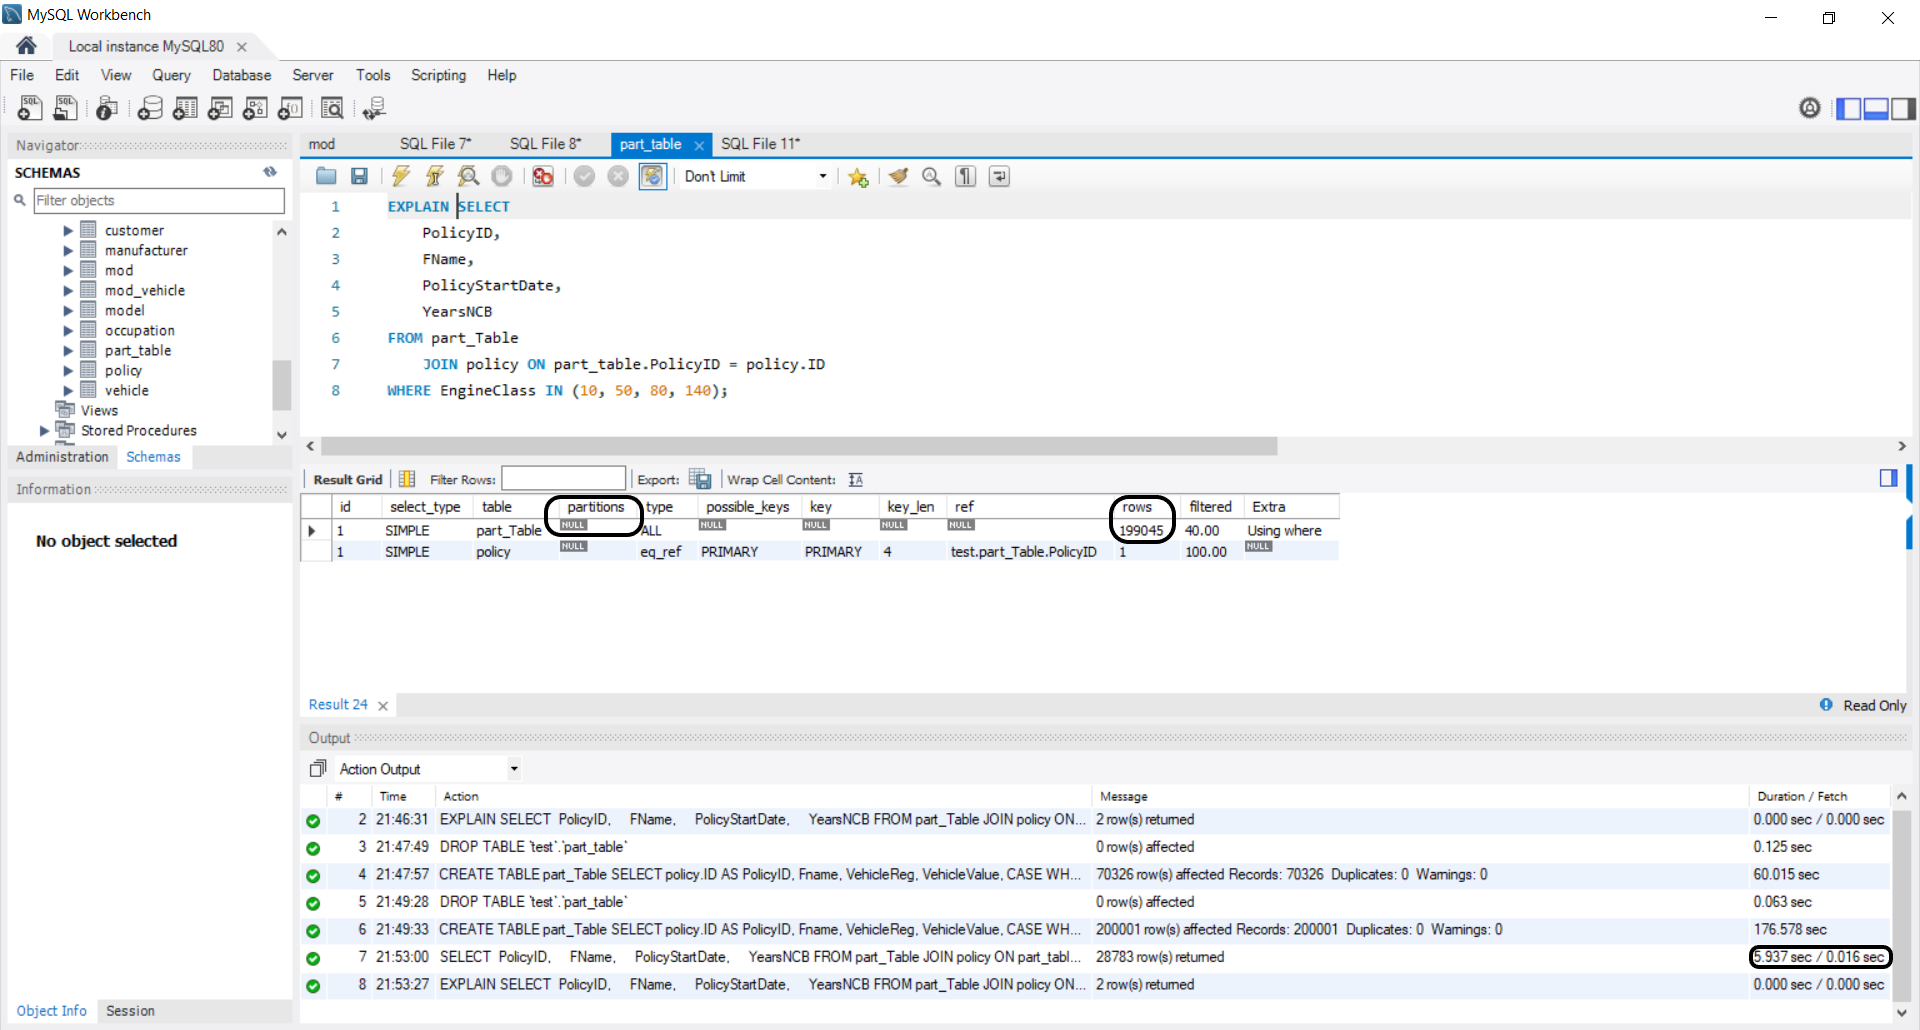 MySQL Workbench
Local instance MySQL80
File Edit View Query Database Server Tools Scripting Help
Navigator
SCHEMAS
Filter objects
customer
manufacturer
mod
mod_vehicle
model
occupation
part_table
policy
vehicle
Views
Stored Procedures
Administration Schemas
Information
No object selected
Object Info Session
mod SQL File 7* SQL File 8* part_table SQL File 11*
Don't Limit
1 EXPLAIN SELECT
2 PolicyID,
3 FName,
4 PolicyStartDate,
5 YearsNCB
6 FROM part_Table
7 JOIN policy ON part_table.PolicyID = policy.ID
8 WHERE EngineClass IN (10, 50, 80, 140);
Result Grid Filter Rows: Export: Wrap Cell Content:
id select_type table partitions type possible_keys key key_len ref rows filtered Extra
1 SIMPLE part_Table NULL ALL NULL NULL NULL NULL 199045 40.00 Using where
1 SIMPLE policy NULL eq_ref PRIMARY PRIMARY 4 test.part_Table.PolicyID 1 100.00 NULL
Result 24 Read Only
Output
Action Output
# Time Action Message Duration / Fetch
2 21:46:31 EXPLAIN SELECT PolicyID, FName, PolicyStartDate, YearsNCB FROM part_Table JOIN policy ON... 2 row(s) returned 0.000 sec / 0.000 sec
3 21:47:49 DROP TABLE `test`.`part_table` 0 row(s) affected 0.125 sec
4 21:47:57 CREATE TABLE part_Table SELECT policy.ID AS PolicyID, Fname, VehicleReg, VehicleValue, CASE WH... 70326 row(s) affected Records: 70326 Duplicates: 0 Warnings: 0 60.015 sec
5 21:49:28 DROP TABLE `test`.`part_table` 0 row(s) affected 0.063 sec
6 21:49:33 CREATE TABLE part_Table SELECT policy.ID AS PolicyID, Fname, VehicleReg, VehicleValue, CASE WH... 200001 row(s) affected Records: 200001 Duplicates: 0 Warnings: 0 176.578 sec
7 21:53:00 SELECT PolicyID, FName, PolicyStartDate, YearsNCB FROM part_Table JOIN policy ON part_tabl... 28783 row(s) returned 5.937 sec / 0.016 sec
8 21:53:27 EXPLAIN SELECT PolicyID, FName, PolicyStartDate, YearsNCB FROM part_Table JOIN policy ON... 2 row(s) returned 0.000 sec / 0.000 sec